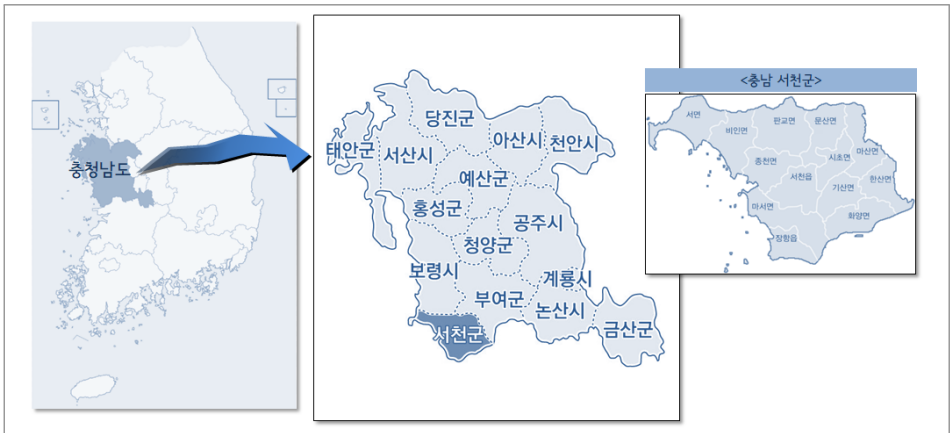 충청남도
당진군
아산시
천안시
태안군
서산시
예산군
홍성군
공주시
청양군
보령시
계룡시
부여군
논산시
서천군
금산군
<충남 서천군>
서면
비인면
판교면
문산면
시초면
마산면
종천면
서천읍
한산면
기산면
마서면
화양면
장항읍